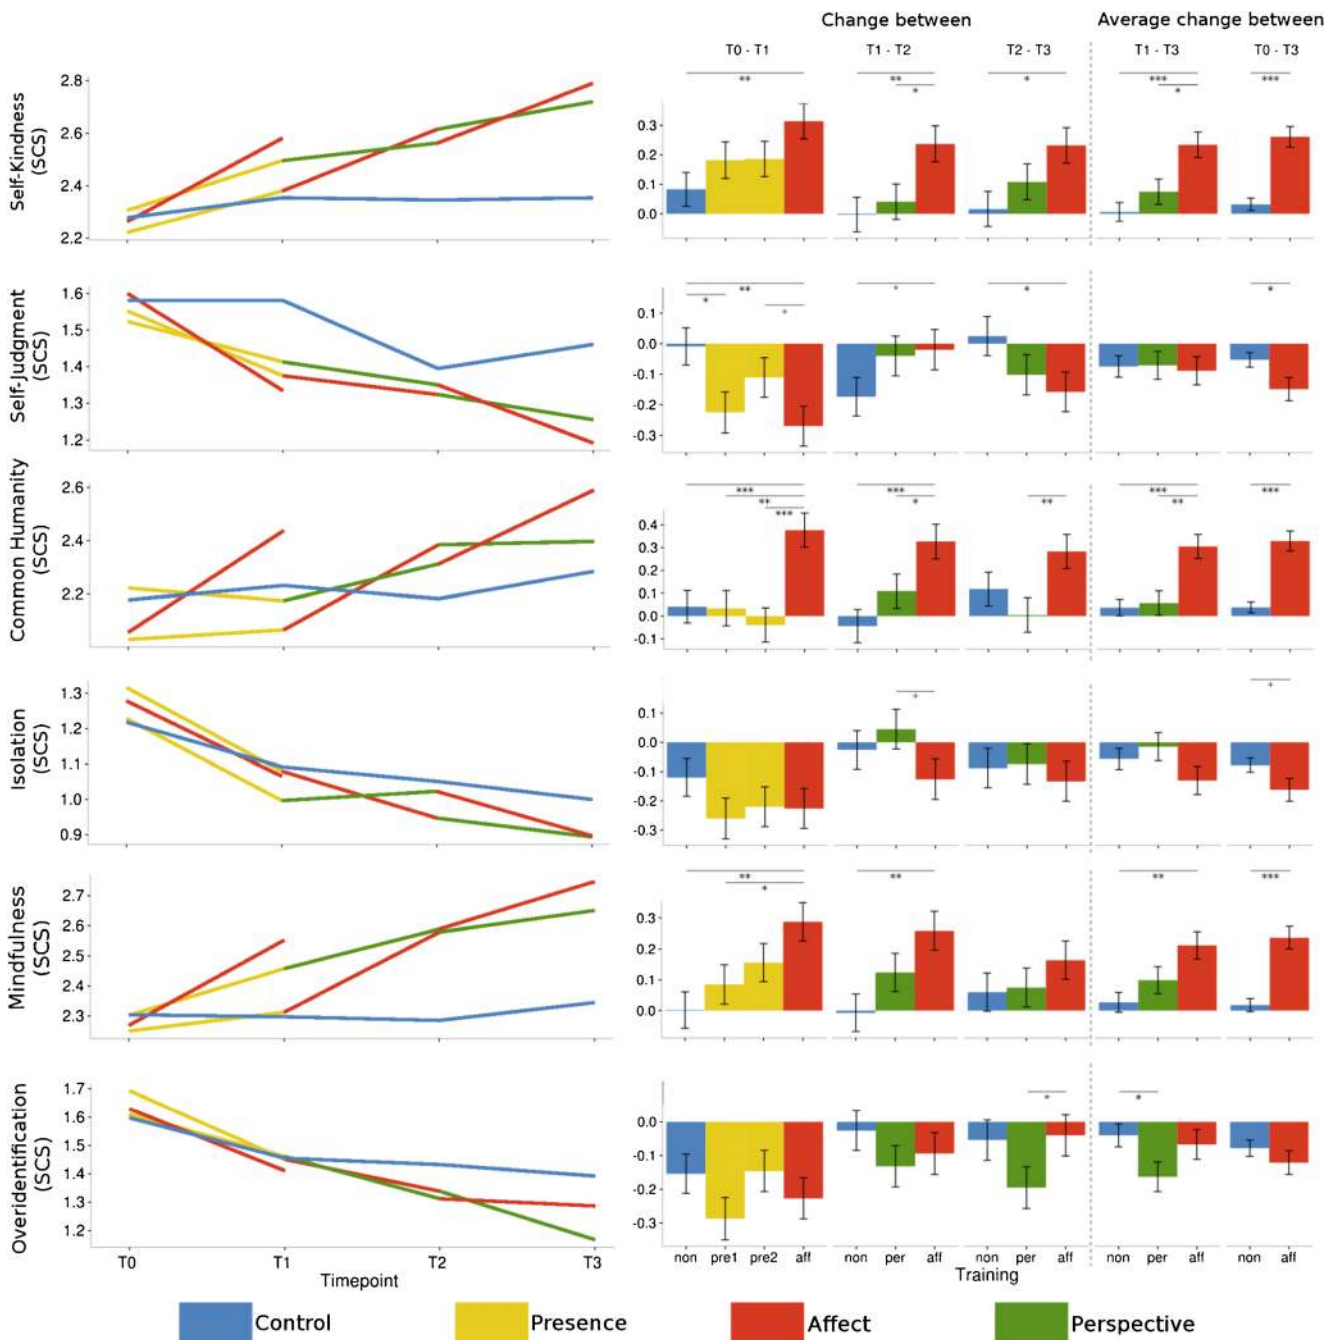 Change between
Average change between
T0 - T1
T1 - T2
T2 - T3
T1 - T3
T0 - T3
Self-Kindness
(SCS)
2.8
2.6
2.4
2.2
0.3
0.2
0.1
0.0
**
**
*
*
***
*
***
Self-Judgment
(SCS)
1.6
1.5
1.4
1.3
1.2
0.1
0.0
-0.1
-0.2
-0.3
**
*
+
+
*
*
Common Humanity
(SCS)
2.6
2.4
2.2
0.4
0.3
0.2
0.1
0.0
-0.1
***
**
***
***
*
**
***
**
***
Isolation
(SCS)
1.3
1.2
1.1
1.0
0.9
0.1
0.0
-0.1
-0.2
-0.3
+
+
Mindfulness
(SCS)
2.7
2.6
2.5
2.4
2.3
0.3
0.2
0.1
0.0
**
*
**
**
***
Overidentification
(SCS)
1.7
1.6
1.5
1.4
1.3
1.2
0.0
-0.1
-0.2
-0.3
*
T0
T1
T2
T3
Timepoint
non pre1 pre2 aff
non per aff
non per aff
non per aff
non aff
Training
Control
Presence
Affect
Perspective